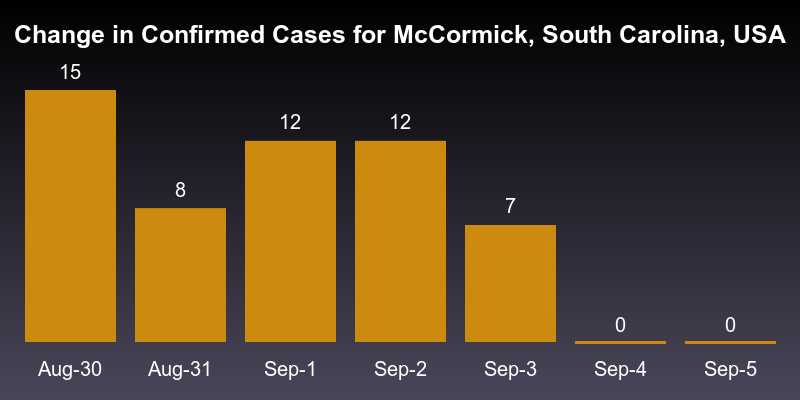 Change in Confirmed Cases for McCormick, South Carolina, USA
15
8
12
12
7
0
0
Aug-30
Aug-31
Sep-1
Sep-2
Sep-3
Sep-4
Sep-5